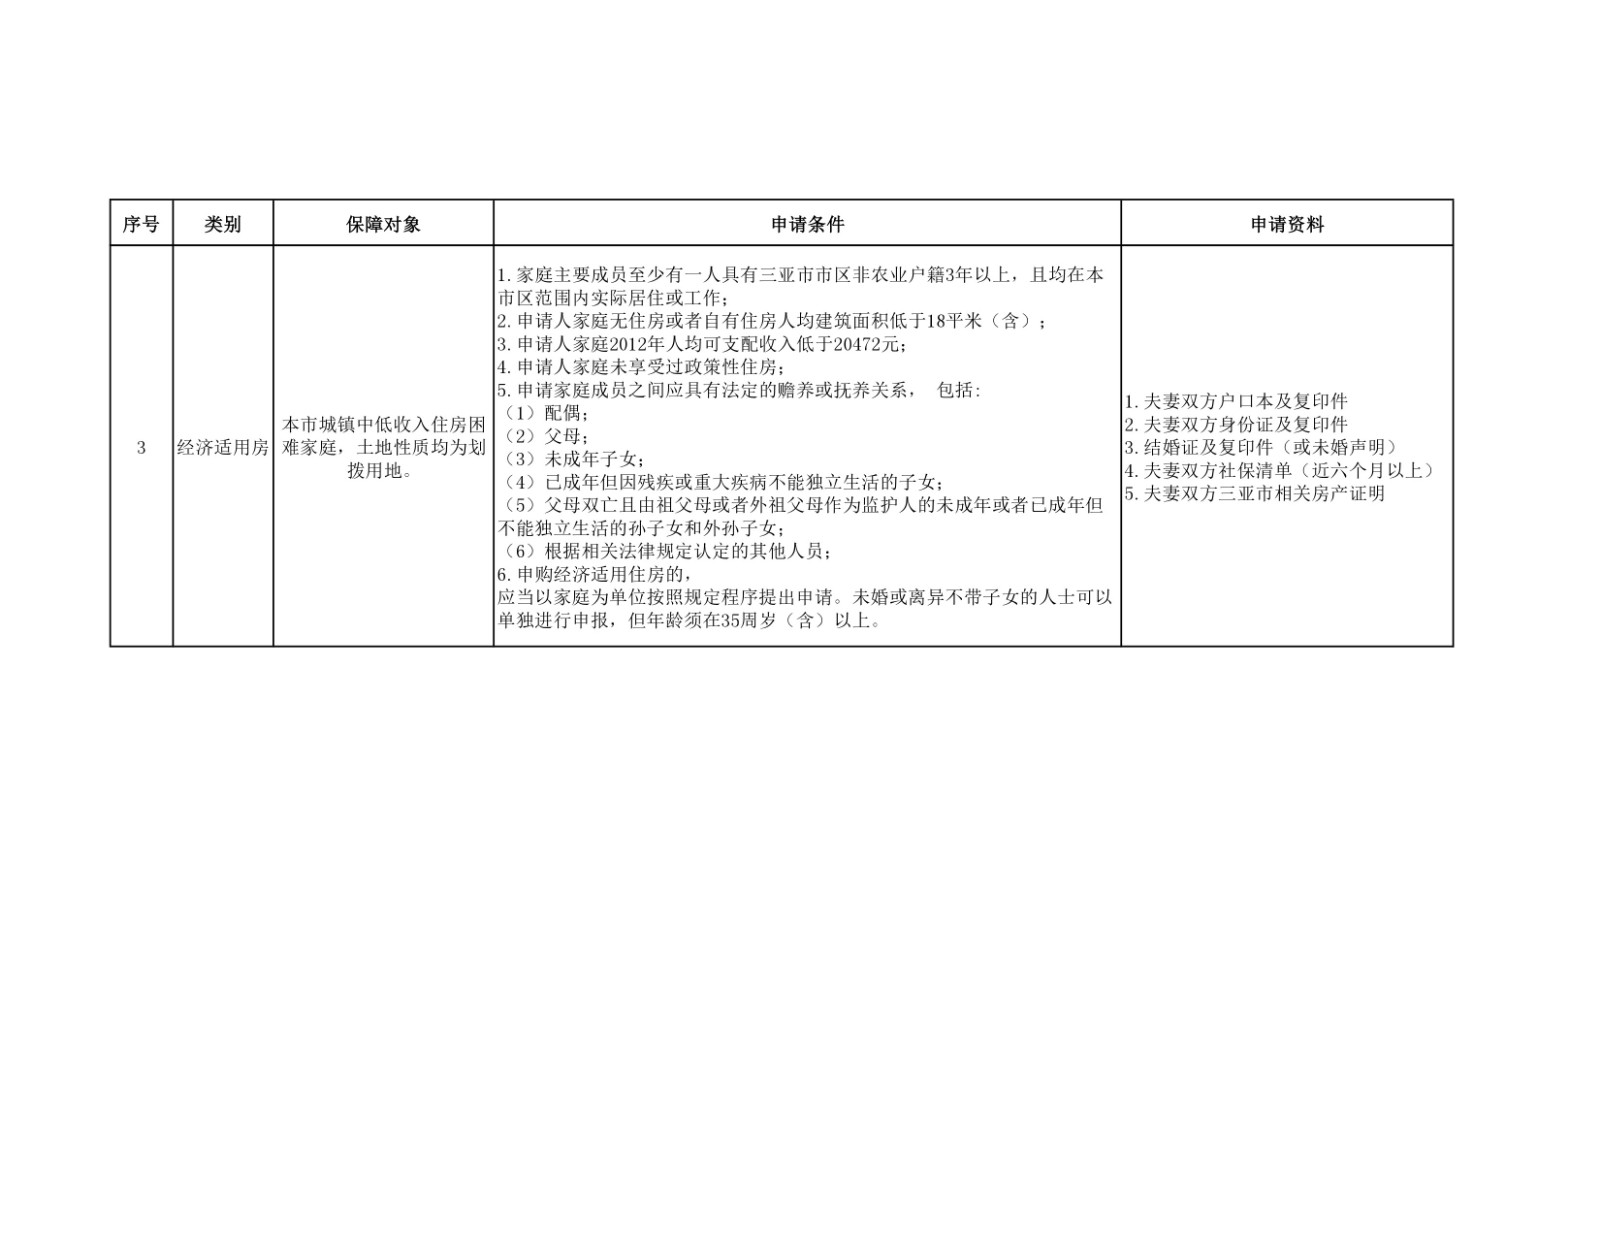 序号
类别
保障对象
申请条件
申请资料
3
经济适用房
本市城镇中低收入住房困
难家庭，土地性质均为划
拨用地。
1.家庭主要成员至少有一人具有三亚市市区非农业户籍3年以上，且均在本
市区范围内实际居住或工作；
2.申请人家庭无住房或者自有住房人均建筑面积低于18平米（含）；
3.申请人家庭2012年人均可支配收入低于20472元；
4.申请人家庭未享受过政策性住房；
5.申请家庭成员之间应具有法定的赡养或抚养关系， 包括:
（1）配偶；
（2）父母；
（3）未成年子女；
（4）已成年但因残疾或重大疾病不能独立生活的子女；
（5）父母双亡且由祖父母或者外祖父母作为监护人的未成年或者已成年但
不能独立生活的孙子女和外孙子女；
（6）根据相关法律规定认定的其他人员；
6.申购经济适用住房的，
应当以家庭为单位按照规定程序提出申请。未婚或离异不带子女的人士可以
单独进行申报，但年龄须在35周岁（含）以上。
1.夫妻双方户口本及复印件
2.夫妻双方身份证及复印件
3.结婚证及复印件（或未婚声明）
4.夫妻双方社保清单（近六个月以上）
5.夫妻双方三亚市相关房产证明